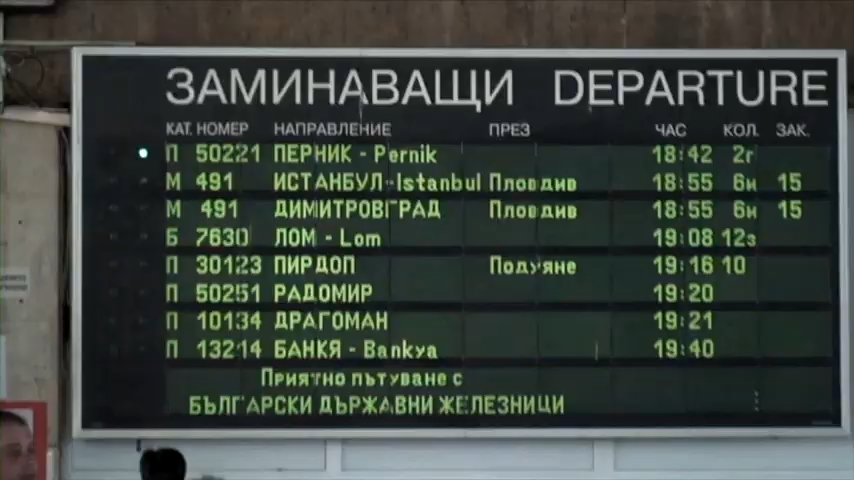 ЗАМИНАВАЩИ DEPARTURE
КАТ. НОМЕР НАПРАВЛЕНИЕ ПРЕЗ ЧАС КОЛ. ЗАК.
П 50221 ПЕРНИК - Pernik 18:42 2г
М 491 ИСТАНБУЛ-Istanbul Пловдив 18:55 6и 15
М 491 ДИМИТРОВГРАД Пловдив 18:55 6и 15
Б 7630 ЛОМ - Lom 19:08 12з
П 30123 ПИРДОП Подуяне 19:16 10
П 50251 РАДОМИР 19:20
П 10134 ДРАГОМАН 19:21
П 13214 БАНКЯ - Bankya 19:40
Приятно пътуване с
БЪЛГАРСКИ ДЪРЖАВНИ ЖЕЛЕЗНИЦИ